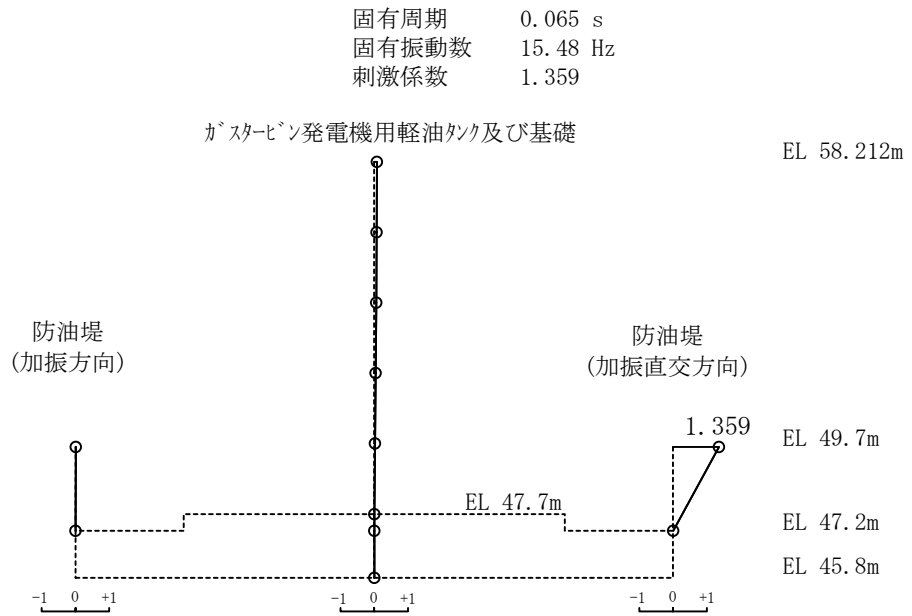 固有周期 0.065 s
固有振動数 15.48 Hz
刺激係数 1.359
ｶﾞｽﾀｰﾋﾞﾝ発電機用軽油ﾀﾝｸ及び基礎
EL 58.212m
防油堤
(加振方向)
防油堤
(加振直交方向)
1.359
EL 49.7m
EL 47.7m
EL 47.2m
EL 45.8m
-1 0 +1
-1 0 +1
-1 0 +1